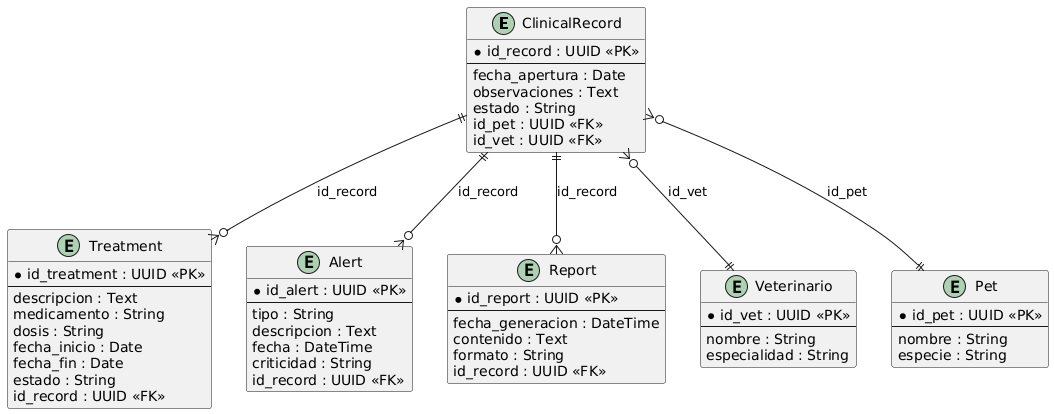 E ClinicalRecord
* id_record : UUID «PK»
fecha_apertura : Date
observaciones : Text
estado : String
id_pet : UUID «FK»
id_vet : UUID «FK»
id_record
id_record
id_record
id_vet
id_pet
E Treatment
* id_treatment : UUID «PK»
descripcion : Text
medicamento : String
dosis : String
fecha_inicio : Date
fecha_fin : Date
estado : String
id_record : UUID «FK»
E Alert
* id_alert : UUID «PK»
tipo : String
descripcion : Text
fecha : DateTime
criticidad : String
id_record : UUID «FK»
E Report
* id_report : UUID «PK»
fecha_generacion : DateTime
contenido : Text
formato : String
id_record : UUID «FK»
E Veterinario
* id_vet : UUID «PK»
nombre : String
especialidad : String
E Pet
* id_pet : UUID «PK»
nombre : String
especie : String